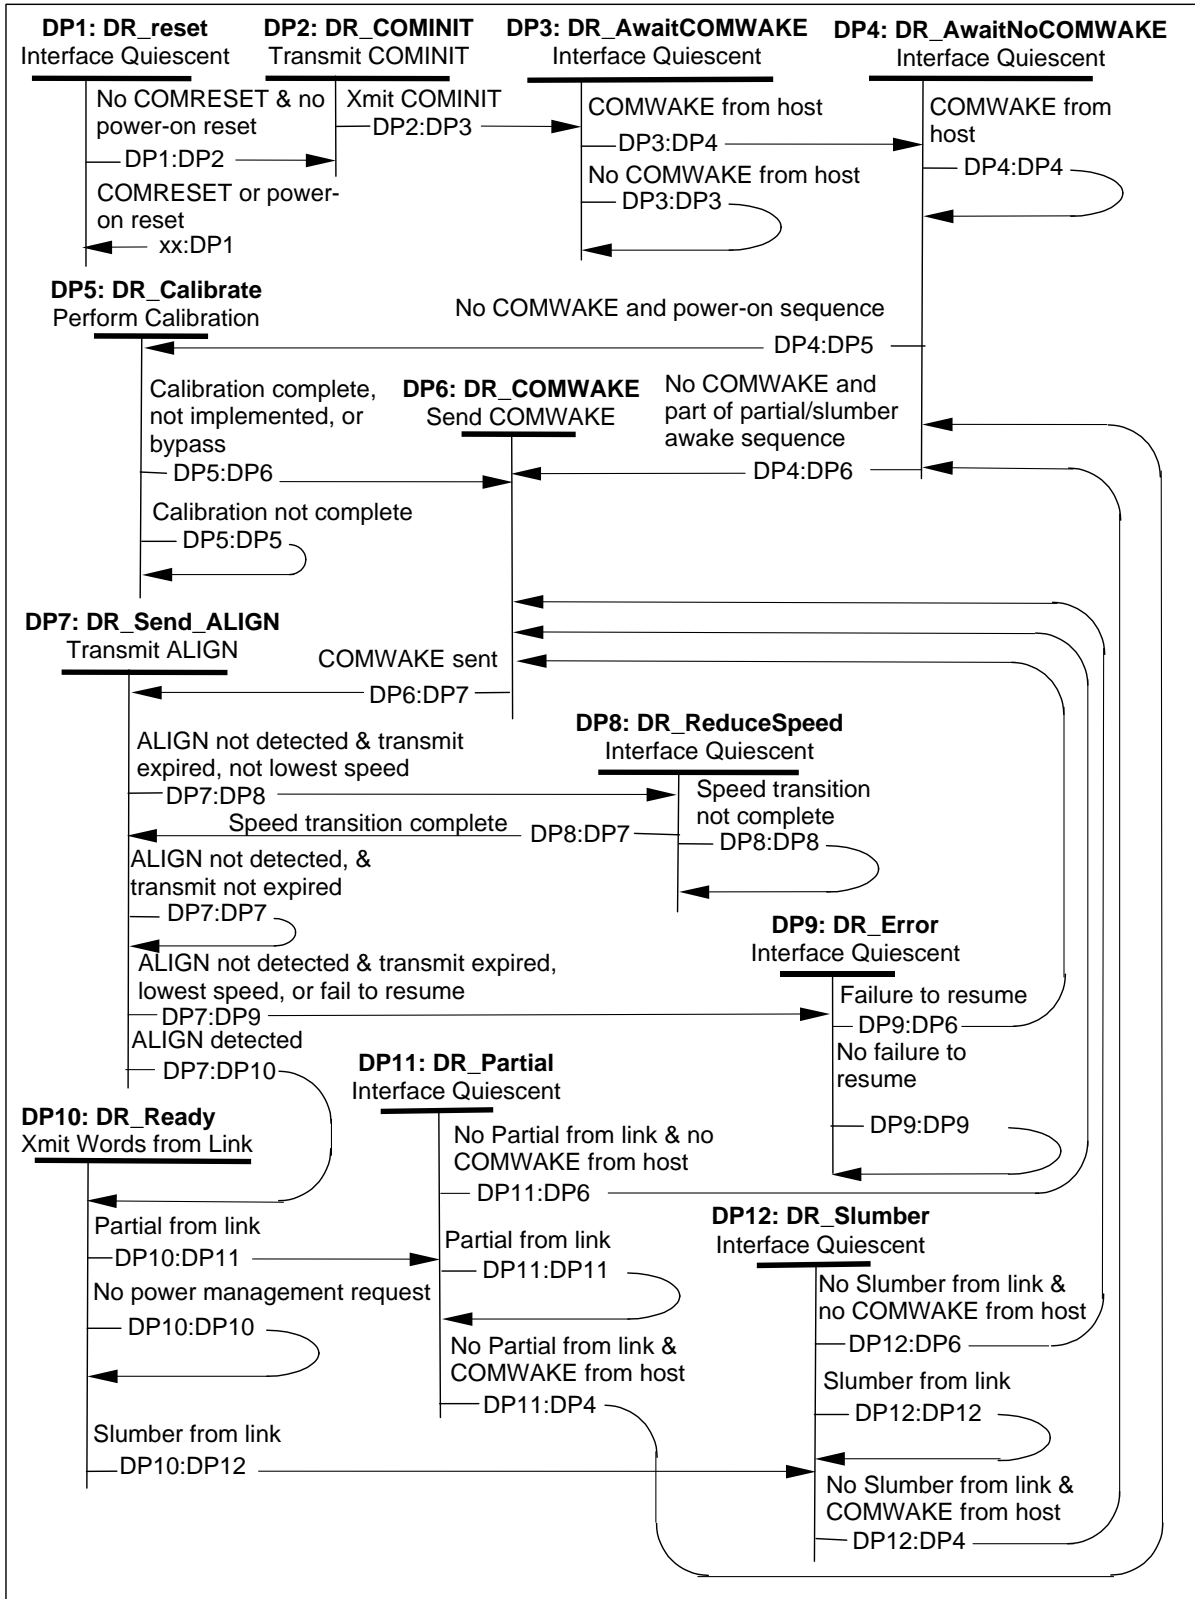 DP1: DR_reset
Interface Quiescent
DP2: DR_COMINIT
Transmit COMINIT
DP3: DR_AwaitCOMWAKE
Interface Quiescent
DP4: DR_AwaitNoCOMWAKE
Interface Quiescent
No COMRESET & no
power-on reset
DP1:DP2
COMRESET or power-
on reset
xx:DP1
Xmit COMINIT
DP2:DP3
COMWAKE from host
DP3:DP4
No COMWAKE from host
DP3:DP3
COMWAKE from
host
DP4:DP4
DP5: DR_Calibrate
Perform Calibration
No COMWAKE and power-on sequence
DP4:DP5
Calibration complete,
not implemented, or
bypass
DP5:DP6
Calibration not complete
DP5:DP5
DP6: DR_COMWAKE
Send COMWAKE
No COMWAKE and
part of partial/slumber
awake sequence
DP4:DP6
DP7: DR_Send_ALIGN
Transmit ALIGN
COMWAKE sent
DP6:DP7
ALIGN not detected & transmit
expired, not lowest speed
DP7:DP8
DP8: DR_ReduceSpeed
Interface Quiescent
Speed transition
not complete
DP8:DP8
Speed transition complete
DP8:DP7
ALIGN not detected, &
transmit not expired
DP7:DP7
ALIGN not detected & transmit expired,
lowest speed, or fail to resume
DP7:DP9
ALIGN detected
DP7:DP10
DP9: DR_Error
Interface Quiescent
Failure to resume
DP9:DP6
No failure to
resume
DP9:DP9
DP10: DR_Ready
Xmit Words from Link
DP11: DR_Partial
Interface Quiescent
No Partial from link & no
COMWAKE from host
DP11:DP6
Partial from link
DP10:DP11
Partial from link
DP11:DP11
No power management request
DP10:DP10
No Partial from link &
COMWAKE from host
DP11:DP4
Slumber from link
DP10:DP12
DP12: DR_Slumber
Interface Quiescent
No Slumber from link &
no COMWAKE from host
DP12:DP6
Slumber from link
DP12:DP12
No Slumber from link &
COMWAKE from host
DP12:DP4